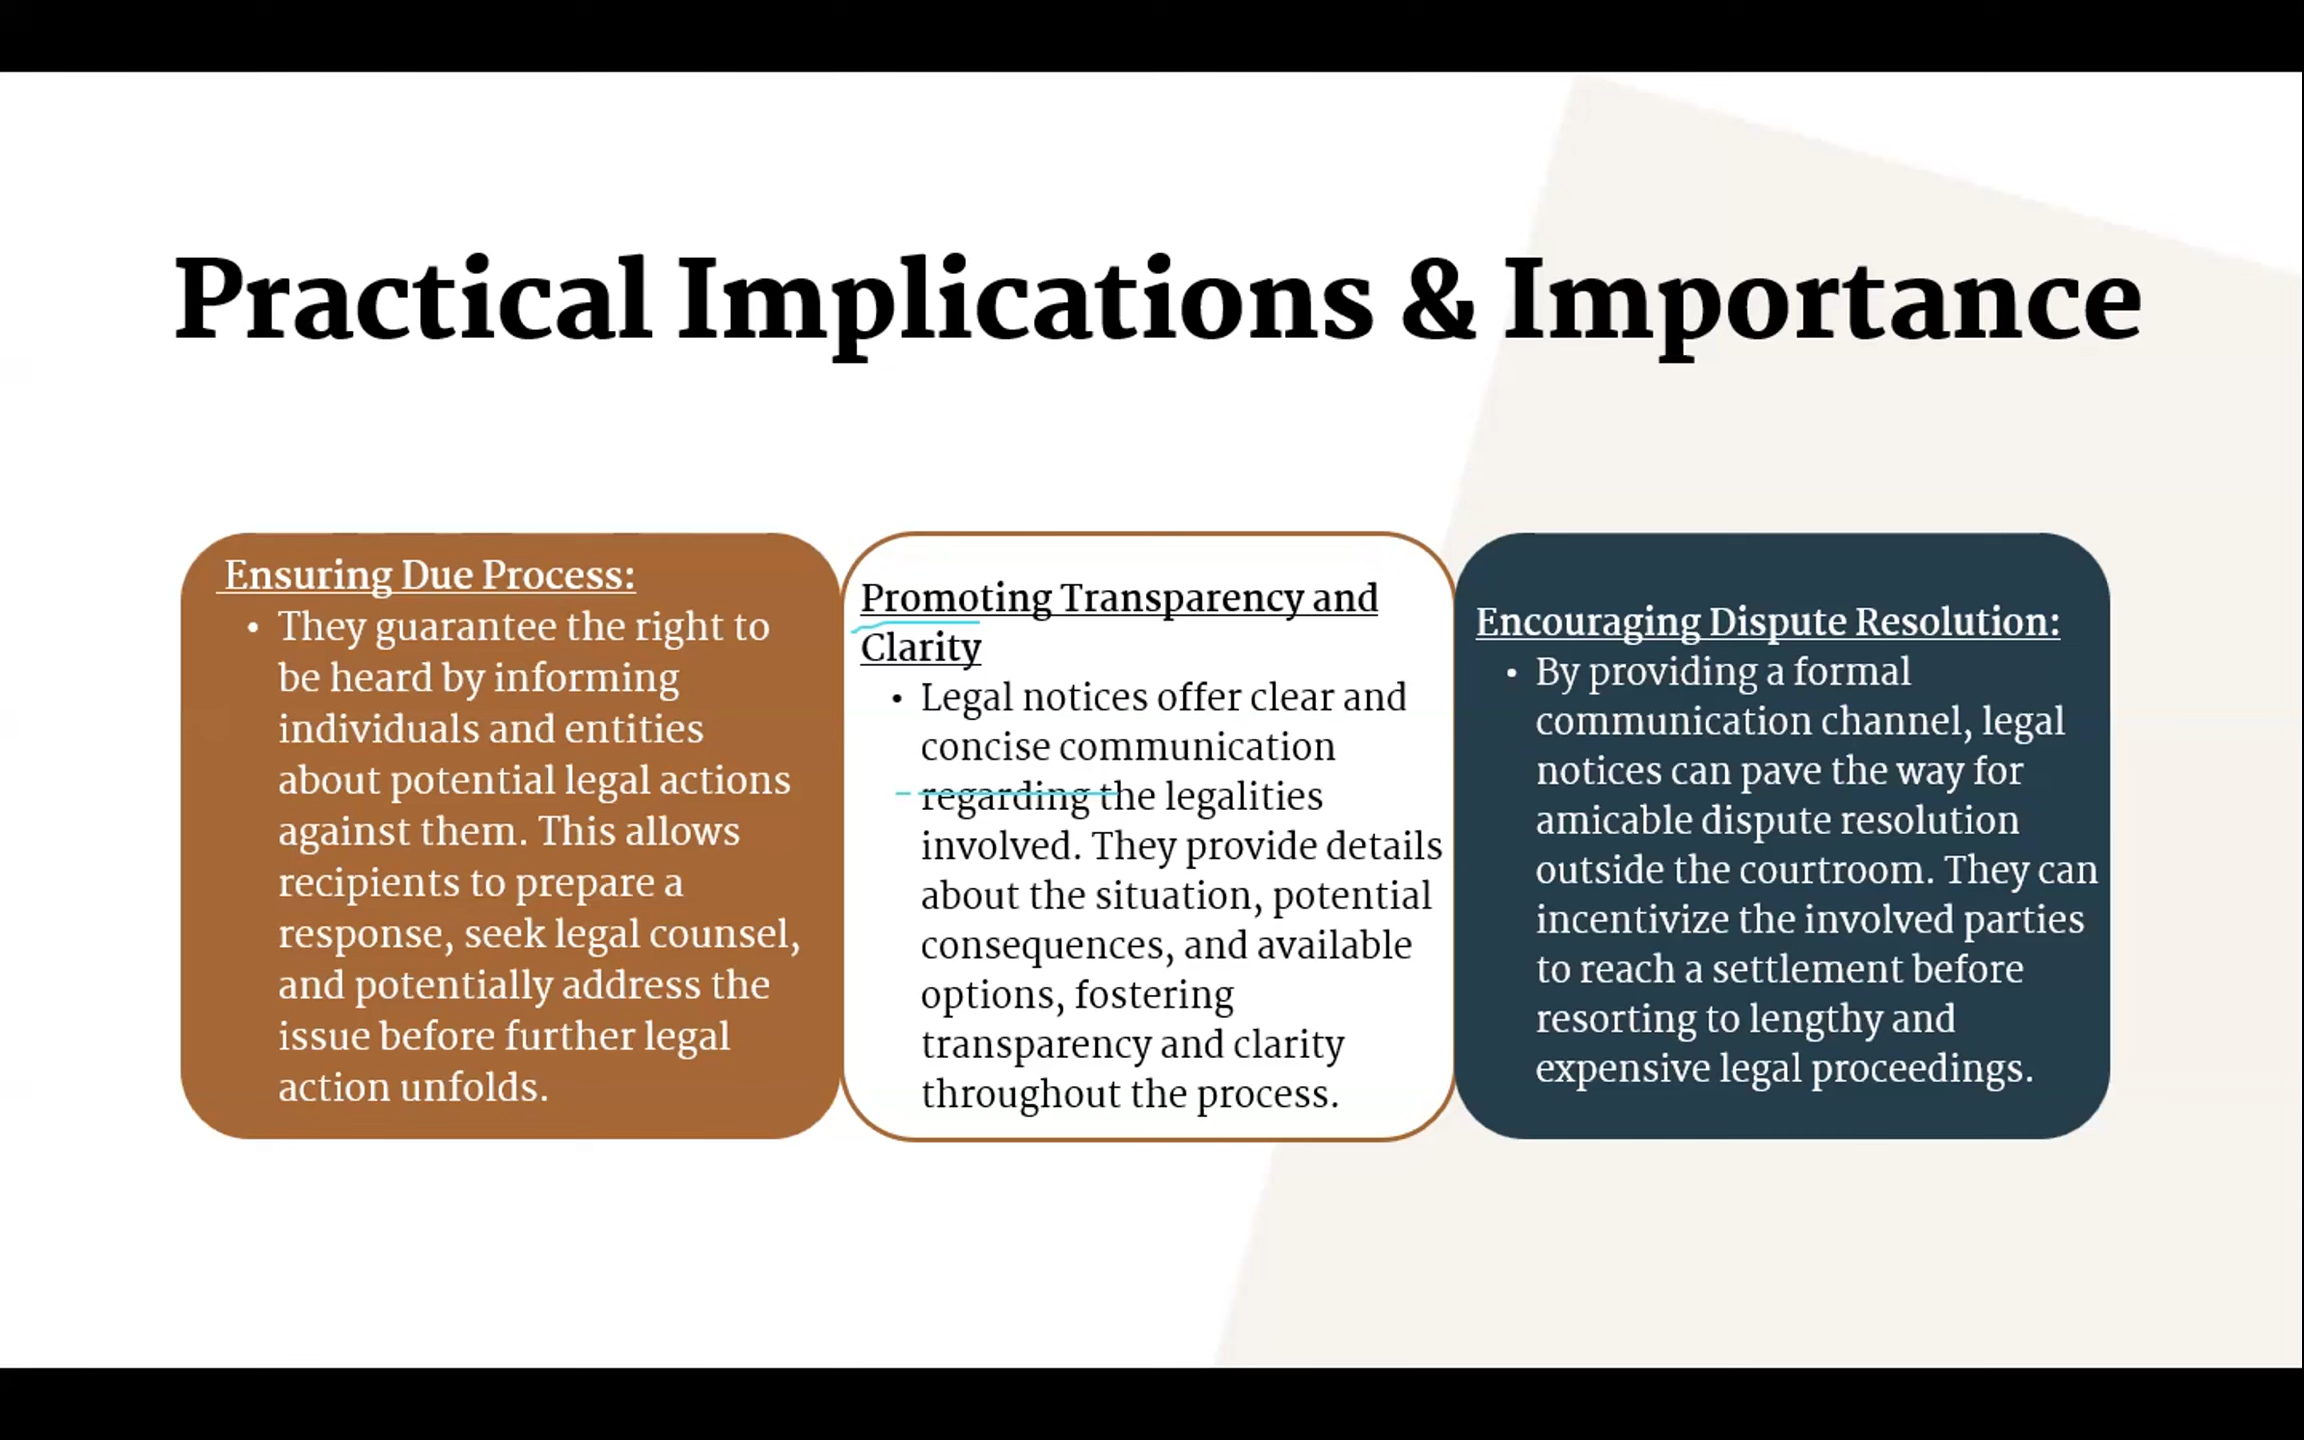 Practical Implications & Importance
Ensuring Due Process:
• They guarantee the right to
be heard by informing
individuals and entities
about potential legal actions
against them. This allows
recipients to prepare a
response, seek legal counsel,
and potentially address the
issue before further legal
action unfolds.
Promoting Transparency and
Clarity
• Legal notices offer clear and
concise communication
regarding the legalities
involved. They provide details
about the situation, potential
consequences, and available
options, fostering
transparency and clarity
throughout the process.
Encouraging Dispute Resolution:
• By providing a formal
communication channel, legal
notices can pave the way for
amicable dispute resolution
outside the courtroom. They can
incentivize the involved parties
to reach a settlement before
resorting to lengthy and
expensive legal proceedings.